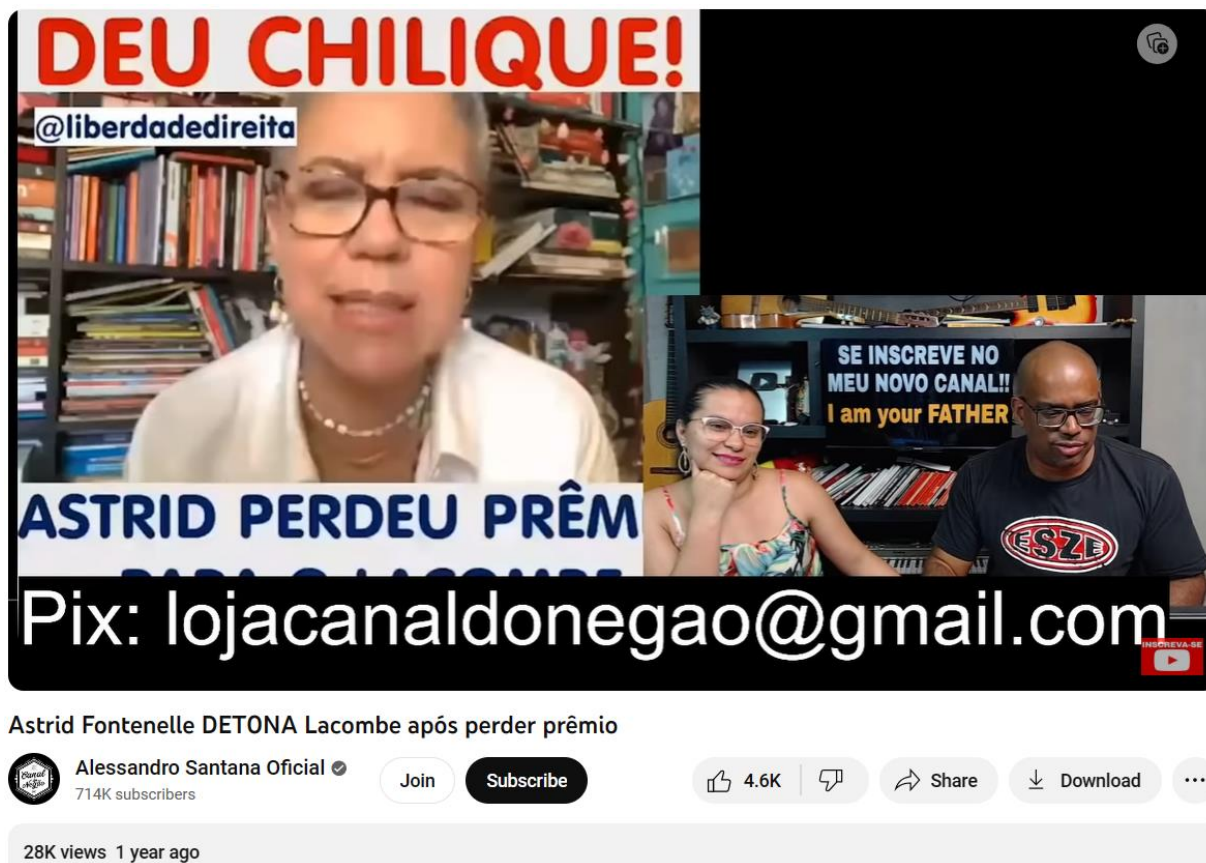 DEU CHILIQUE!
@liberdadedireita
SE INSCREVE NO
MEU NOVO CANAL!!
I am your FATHER
ESZE
ASTRID PERDEU PRÊM
Pix: lojacanaldonegao@gmail.com
INSCREVA-SE
Astrid Fontenelle DETONA Lacombe após perder prêmio
Alessandro Santana Oficial
714K subscribers
Join
Subscribe
4.6K
Share
Download
28K views 1 year ago